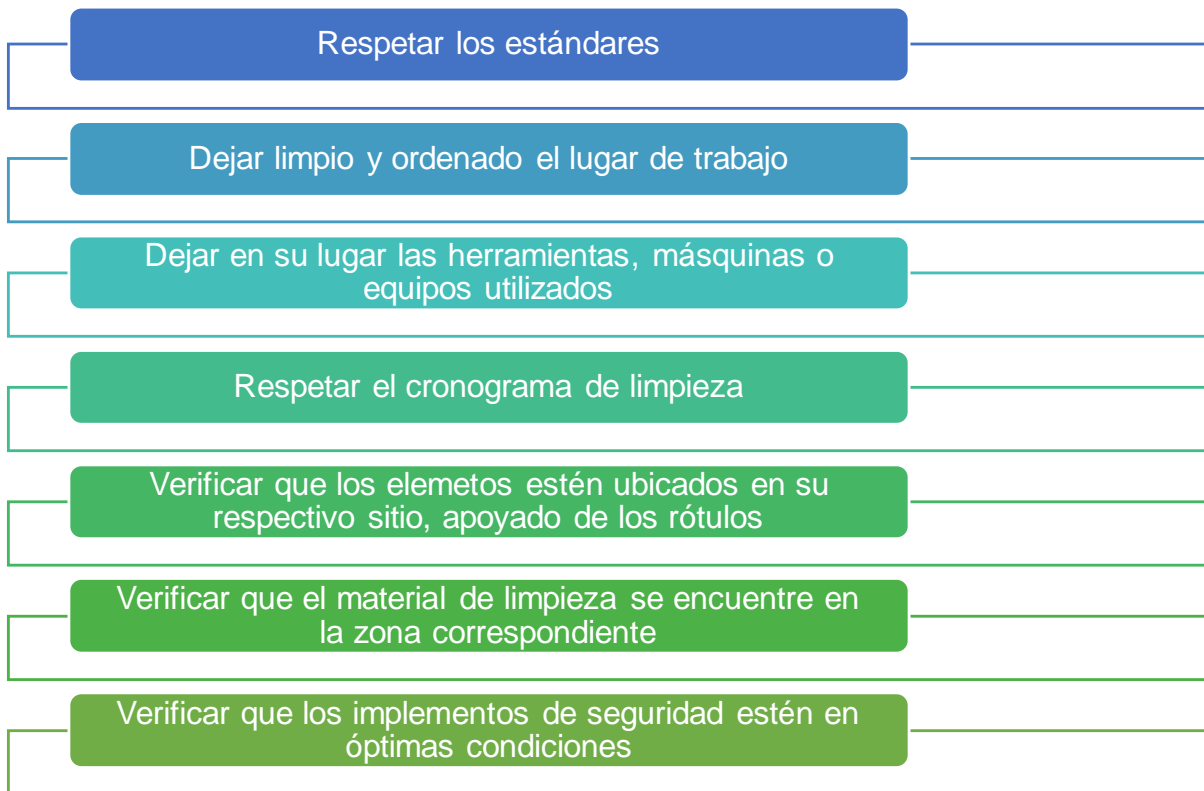 Respetar los estándares
Dejar limpio y ordenado el lugar de trabajo
Dejar en su lugar las herramientas, másquinas o
equipos utilizados
Respetar el cronograma de limpieza
Verificar que los elemetos estén ubicados en su
respectivo sitio, apoyado de los rótulos
Verificar que el material de limpieza se encuentre en
la zona correspondiente
Verificar que los implementos de seguridad estén en
óptimas condiciones